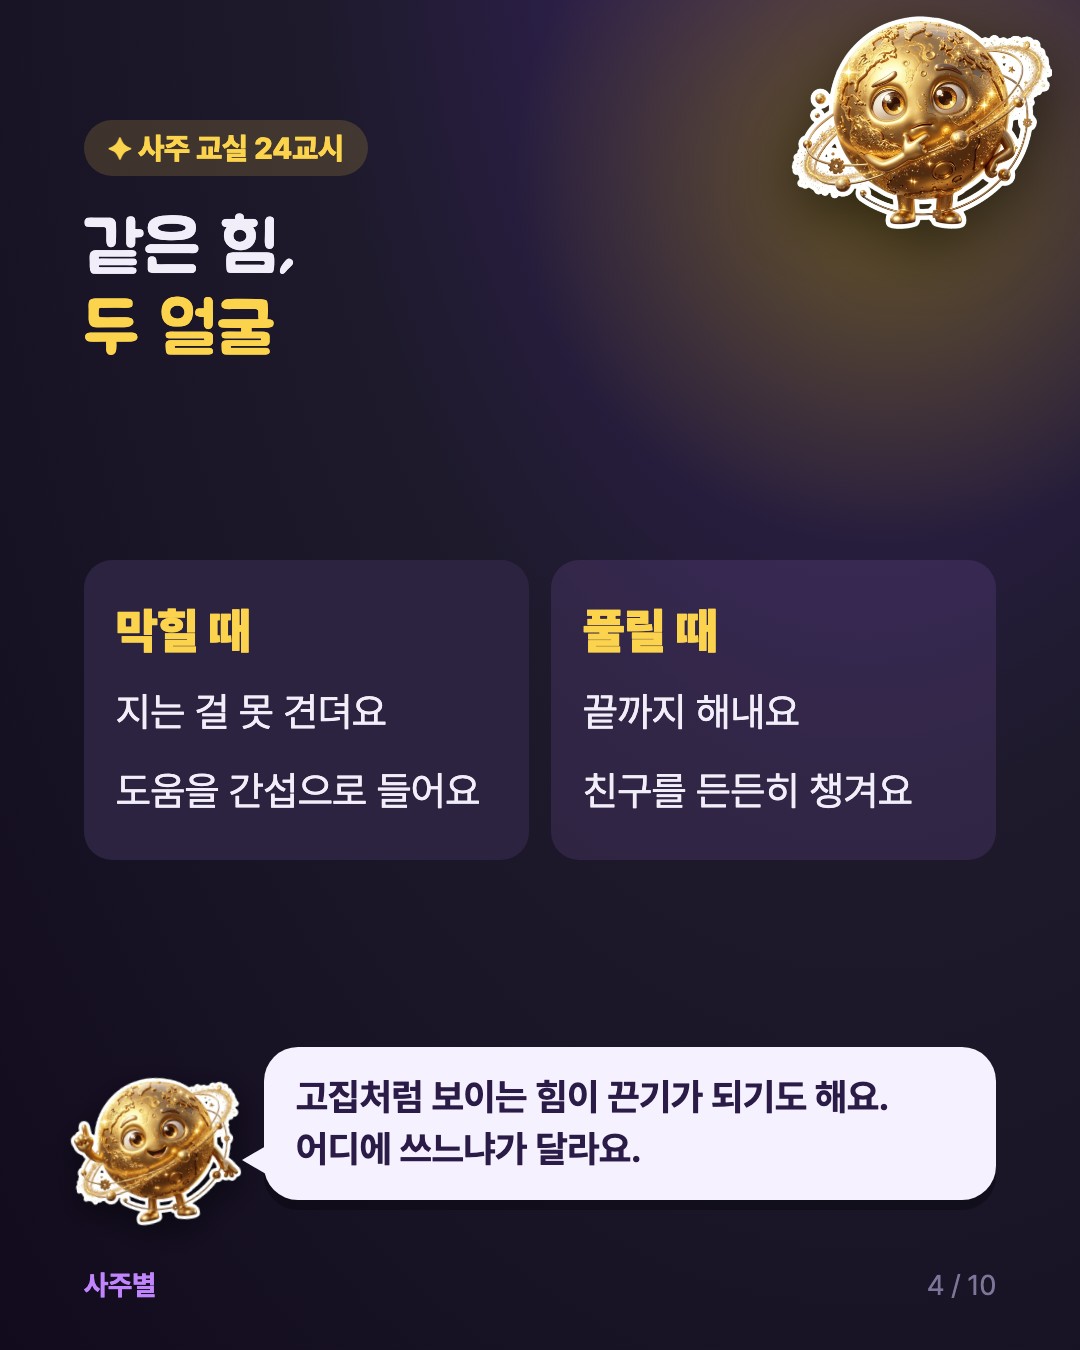 ✦ 사주 교실 24교시
같은 힘,
두 얼굴
막힐 때
지는 걸 못 견뎌요
도움을 간섭으로 들어요
풀릴 때
끝까지 해내요
친구를 든든히 챙겨요
고집처럼 보이는 힘이 끈기가 되기도 해요.
어디에 쓰느냐가 달라요.
사주별
4 / 10